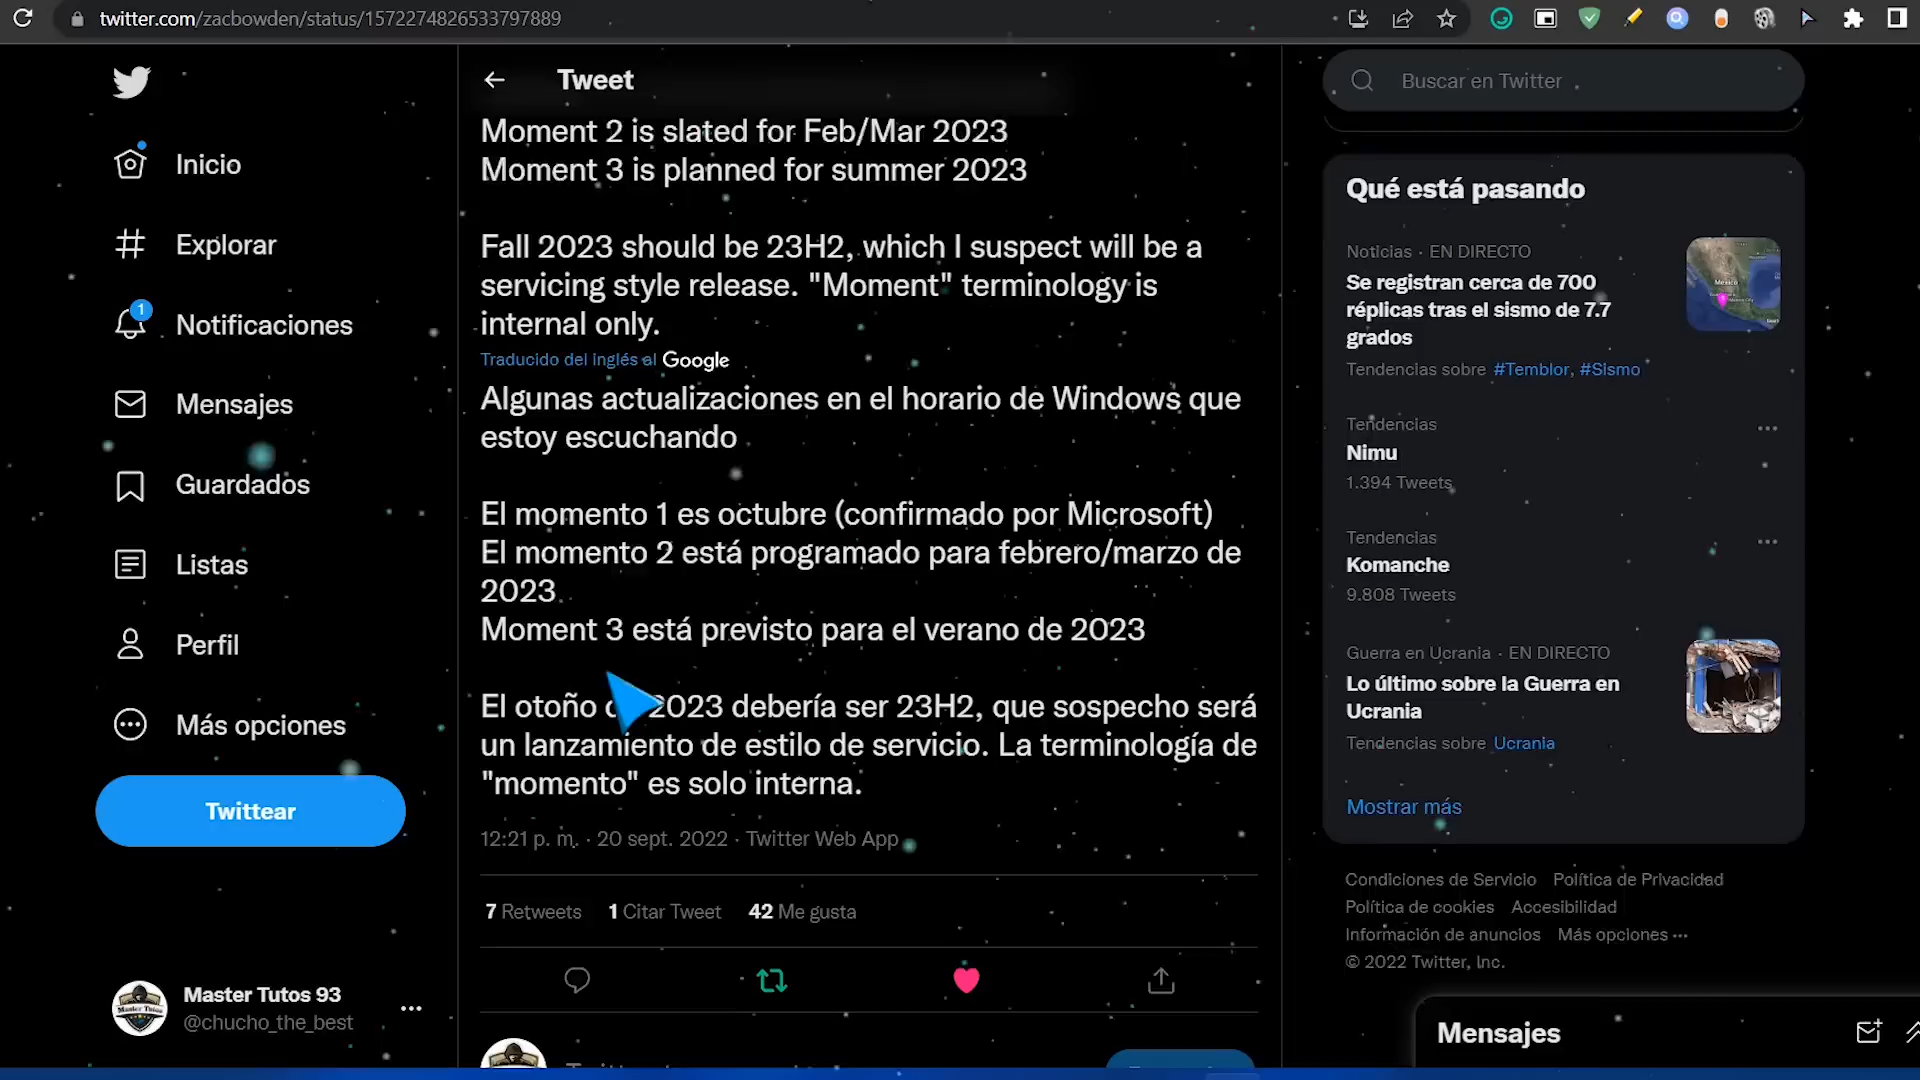 twitter.com/zacbowden/status/1572274826533797889
Inicio
Explorar
1
Notificaciones
Mensajes
Guardados
Listas
Perfil
Más opciones
Twittear
Master Tutos 93
@chucho_the_best
Tweet
Moment 2 is slated for Feb/Mar 2023
Moment 3 is planned for summer 2023
Fall 2023 should be 23H2, which I suspect will be a
servicing style release. "Moment" terminology is
internal only.
Traducido del inglés al Google
Algunas actualizaciones en el horario de Windows que
estoy escuchando
El momento 1 es octubre (confirmado por Microsoft)
El momento 2 está programado para febrero/marzo de
2023
Moment 3 está previsto para el verano de 2023
El otoño 2023 debería ser 23H2, que sospecho será
un lanzamiento de estilo de servicio. La terminología de
"momento" es solo interna.
12:21 p. m. · 20 sept. 2022 · Twitter Web App
7 Retweets 1 Citar Tweet 42 Me gusta
Buscar en Twitter
Qué está pasando
Noticias · EN DIRECTO
Se registran cerca de 700
réplicas tras el sismo de 7.7
grados
Tendencias sobre #Temblor, #SIsmo
Tendencias
Nimu
1.394 Tweets
Tendencias
Komanche
9.808 Tweets
Guerra en Ucrania · EN DIRECTO
Lo último sobre la Guerra en
Ucrania
Tendencias sobre Ucrania
Mostrar más
Condiciones de Servicio Política de Privacidad
Política de cookies Accesibilidad
Información de anuncios Más opciones ···
© 2022 Twitter, Inc.
Mensajes